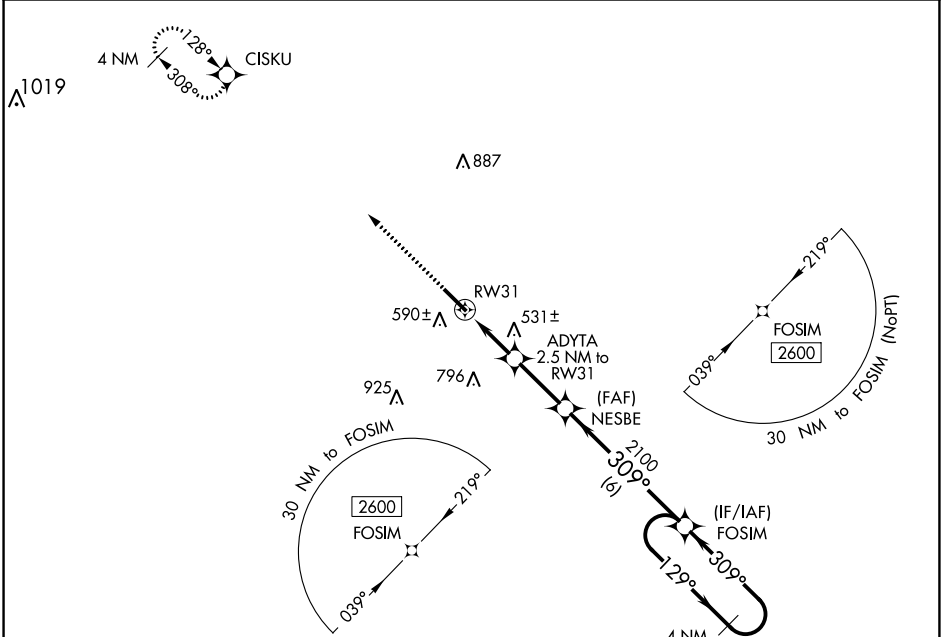 4 NM
128°
308°
CISKU
1019
887
RW31
590±
531±
ADYTA
2.5 NM to
RW31
796
925
(FAF)
NESBE
219°
FOSIM
2600
039°
30 NM to FOSIM (NoPT)
30 NM to FOSIM
2600
FOSIM
219°
039°
2100
309°
(6)
(IF/IAF)
FOSIM
309°
129°
4 NM